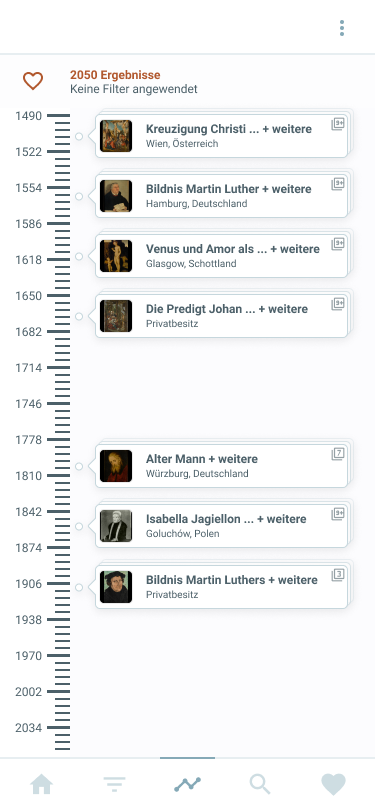 2050 Ergebnisse
Keine Filter angewendet
1490
Kreuzigung Christi ... + weitere
9+
Wien, Österreich
1522
1554
Bildnis Martin Luther + weitere
9+
Hamburg, Deutschland
1586
Venus und Amor als ... + weitere
9+
Glasgow, Schottland
1618
1650
Die Predigt Johan ... + weitere
9+
Privatbesitz
1682
1714
1746
1778
Alter Mann + weitere
7
Würzburg, Deutschland
1810
1842
Isabella Jagiellon ... + weitere
9+
Goluchów, Polen
1874
1906
Bildnis Martin Luthers + weitere
3
Privatbesitz
1938
1970
2002
2034